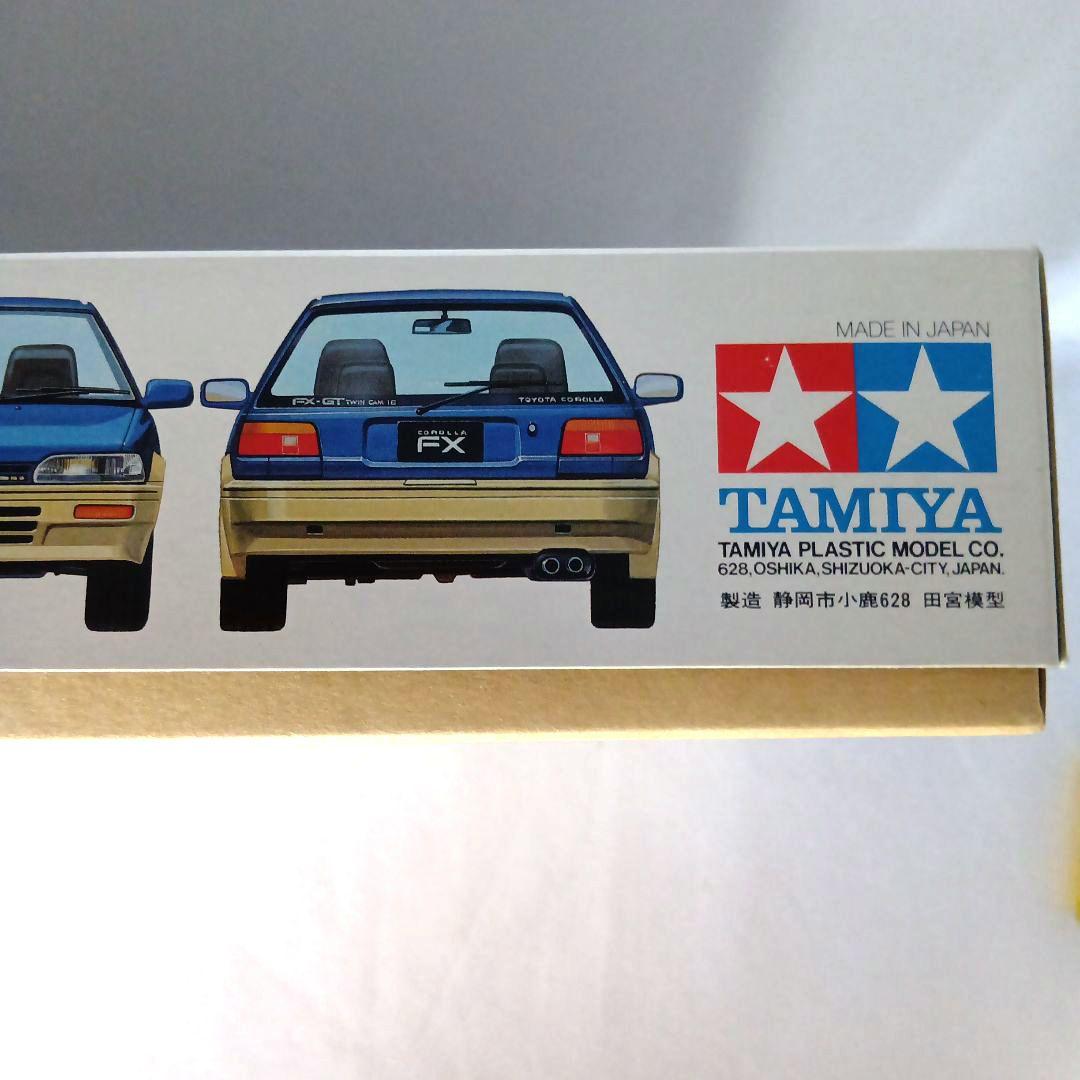 MADE IN JAPAN
FX-GT TWIN CAM 16
TOYOTA COROLLA
COROLLA
FX
TAMIYA
TAMIYA PLASTIC MODEL CO.
628, OSHIKA, SHIZUOKA-CITY, JAPAN.
製造 静岡市小鹿628 田宮模型